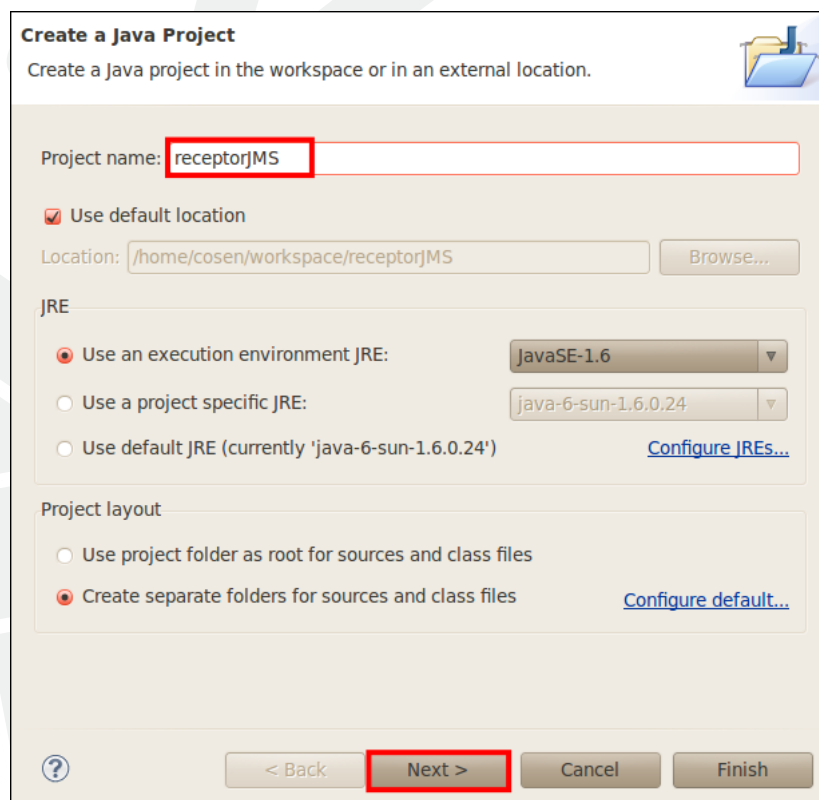 Create a Java Project
Create a Java project in the workspace or in an external location.
Project name: receptorJMS
Use default location
Location: /home/cosen/workspace/receptorJMS Browse...
JRE
Use an execution environment JRE: JavaSE-1.6
Use a project specific JRE: java-6-sun-1.6.0.24
Use default JRE (currently 'java-6-sun-1.6.0.24') Configure JREs...
Project layout
Use project folder as root for sources and class files
Create separate folders for sources and class files Configure default...
? < Back Next > Cancel Finish